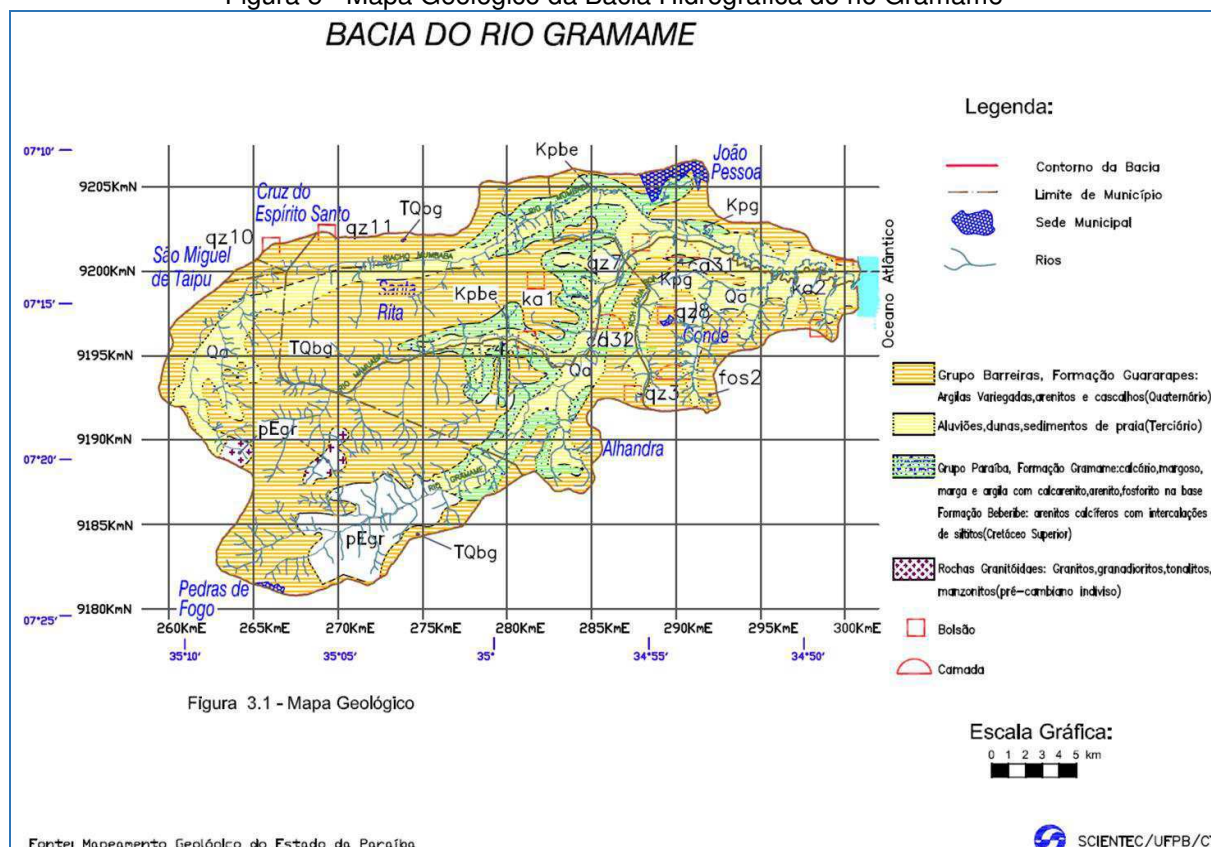 Figura 3 - Mapa Geológico da Bacia Hidrográfica do rio Gramame
BACIA DO RIO GRAMAME
Legenda:
Contorno da Bacia
Limite de Município
Sede Municipal
Rios
Grupo Barreiras, Formação Guararapes:
Argilas Variegadas,arenitos e cascalhos(Quaternário)
Aluviões,dunas,sedimentos de praia(Terciário)
Grupo Paraíba, Formação Gramame:calcário,margoso,
marga e argila com calcarenito,arenito,fosforito na base
Formação Beberibe: arenitos calcíferos com intercalações
de siltitos(Cretáceo Superior)
Rochas Granitóidaes: Granitos,granadioritos,tonalitos,
manzonitos(pré-cambiano indiviso)
Bolsão
Camada
Escala Gráfica:
0 1 2 3 4 5 km
07°10'
07°15'
07°20'
07°25'
9205KmN
9200KmN
9195KmN
9190KmN
9185KmN
9180KmN
260KmE 265KmE 270KmE 275KmE 280KmE 285KmE 290KmE 295KmE 300KmE
35°10' 35°05' 35° 34°55' 34°50'
Kpbe
João
Pessoa
Cruz do
Espírito Santo
TQbg
Kpg
qz10
qz11
São Miguel
de Taipu
RIACHO MUMBABA
Santa
Rita
qz7
ca31
Kpg
Qa
ka2
Oceano Atlântico
Kpbe
ka1
qz8
Conde
cd32
Qa
TQbg
RIO MAMUABA
Qa
fos2
qz3
pEgr
Alhandra
RIO GRAMAME
pEgr
TQbg
Pedras de
Fogo
Figura 3.1 - Mapa Geológico
Fonte: Mapeamento Geológico do Estado da Paraíba
SCIENTEC/UFPB/CT